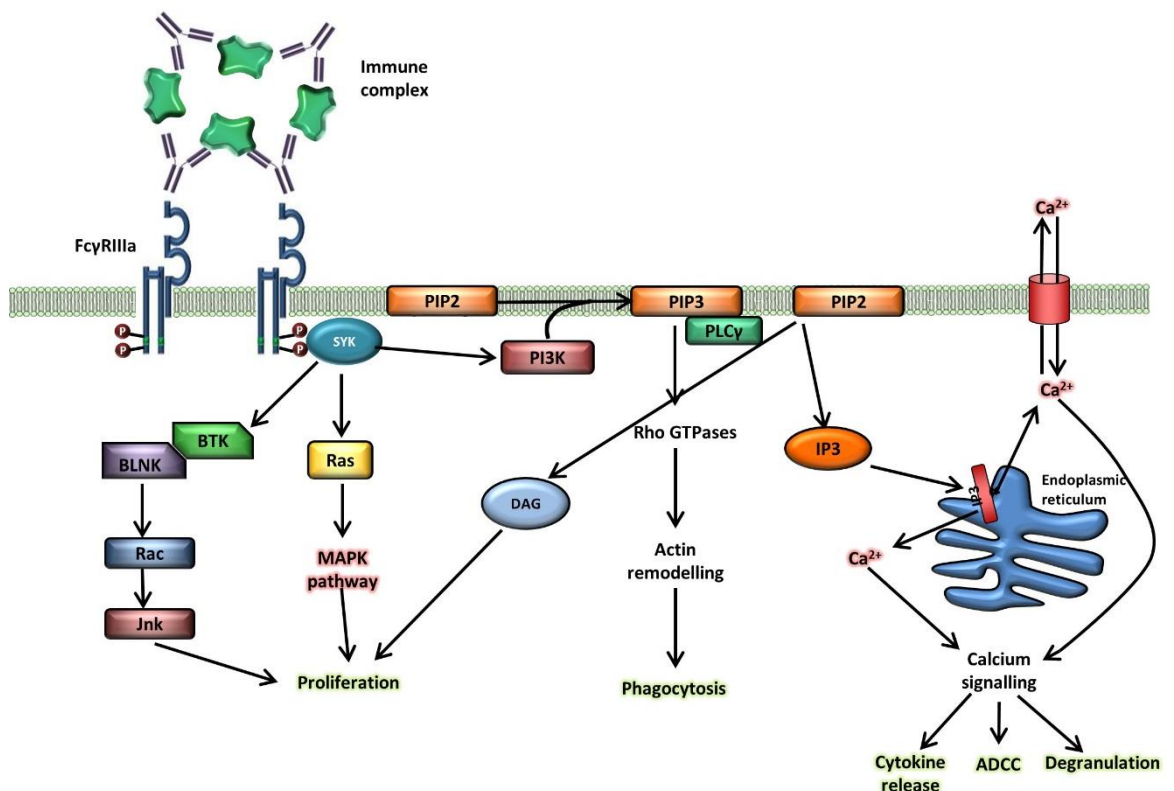 Immune
complex
Ca²⁺
FcγRIIIa
PIP2
PIP3
PIP2
PLCγ
P
P
P
P
SYK
PI3K
Ca²⁺
BTK
BLNK
Ras
Rho GTPases
IP3
Endoplasmic
reticulum
IP3
DAG
Rac
MAPK
pathway
Actin
remodelling
Ca²⁺
Jnk
Proliferation
Phagocytosis
Calcium
signalling
Cytokine
release
ADCC
Degranulation